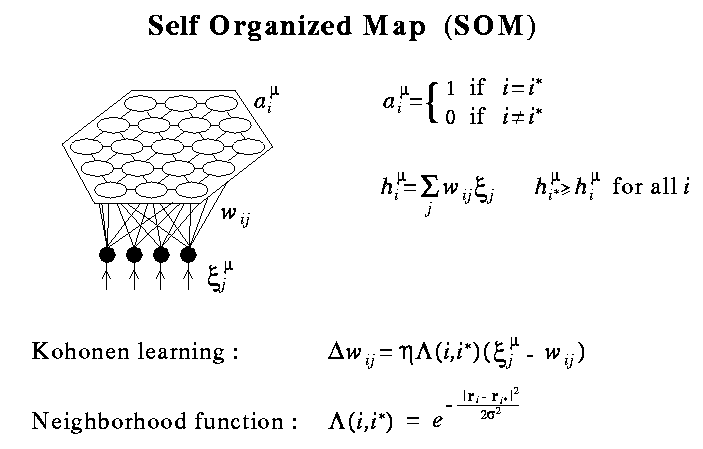 Self Organized Map (SOM)
a_i^μ
a_i^μ = { 1 if i = i*
0 if i ≠ i*
h_i^μ = Σ_j w_ij ξ_j    h_i*^μ ≥ h_i^μ for all i
w_ij
ξ_j^μ
Kohonen learning : Δw_ij = ηΛ(i,i*)(ξ_j^μ - w_ij)
Neighborhood function : Λ(i,i*) = e^(-|r_i - r_i*|^2 / 2σ^2)